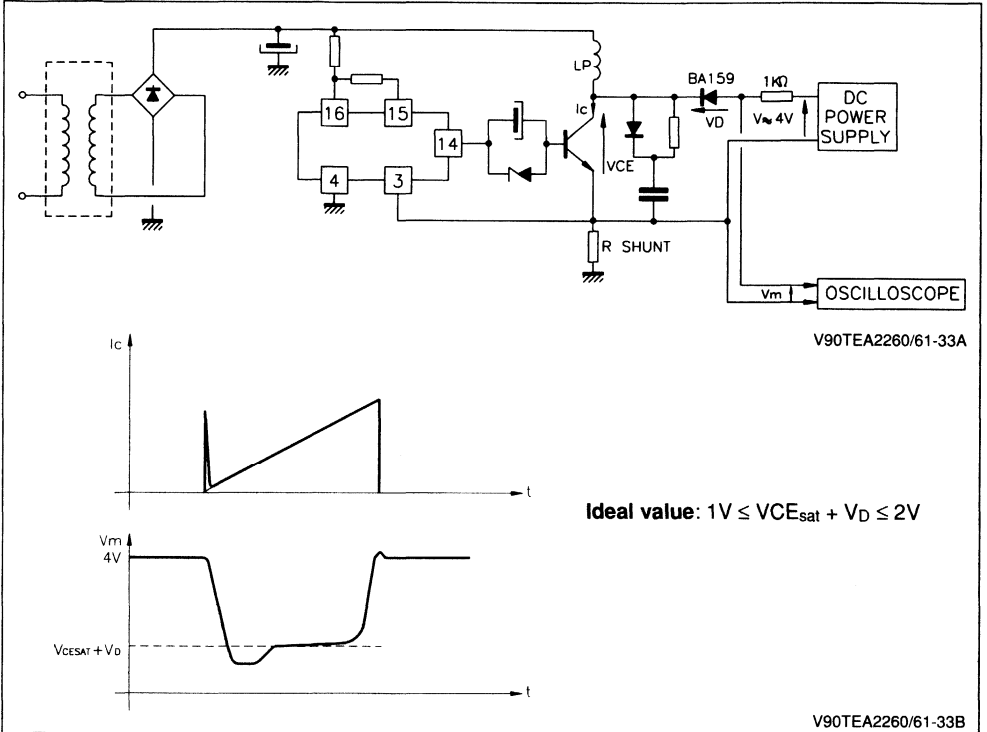 LP
BA159
1KΩ
DC
POWER
SUPPLY
V≈ 4V
VD
Ic
VCE
16
15
14
4
3
R SHUNT
Vm
OSCILLOSCOPE
V90TEA2260/61-33A
Ic
t
Ideal value: 1V ≤ VCEsat + VD ≤ 2V
Vm
4V
VCESAT + VD
t
V90TEA2260/61-33B